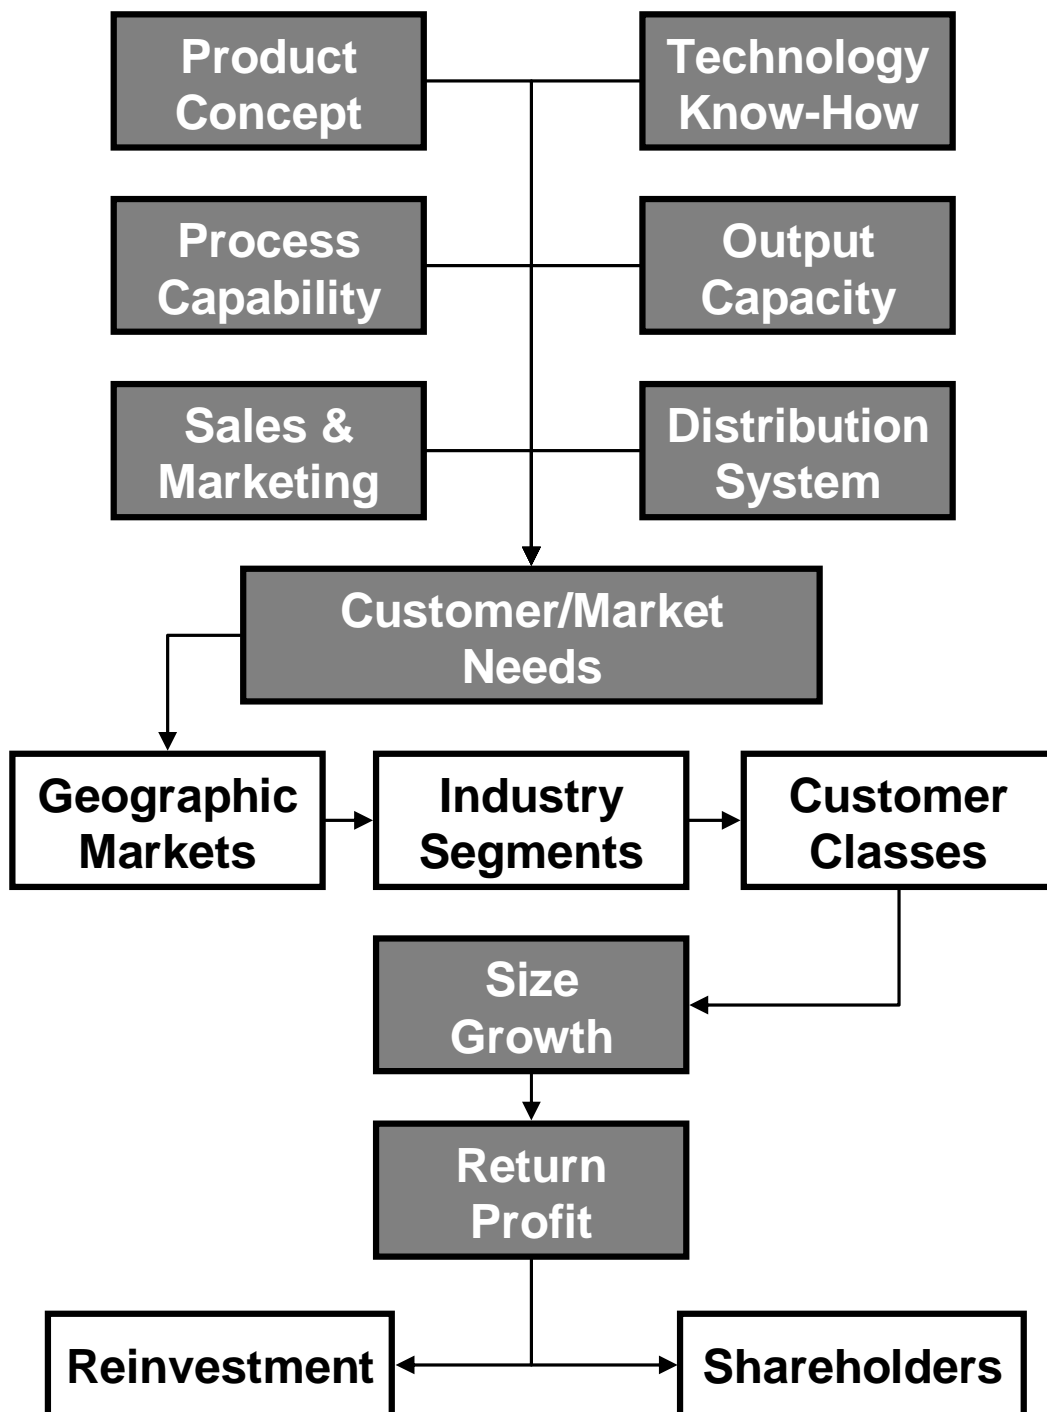 Product
Concept
Technology
Know-How
Process
Capability
Output
Capacity
Sales &
Marketing
Distribution
System
Customer/Market
Needs
Geographic
Markets
Industry
Segments
Customer
Classes
Size
Growth
Return
Profit
Reinvestment
Shareholders